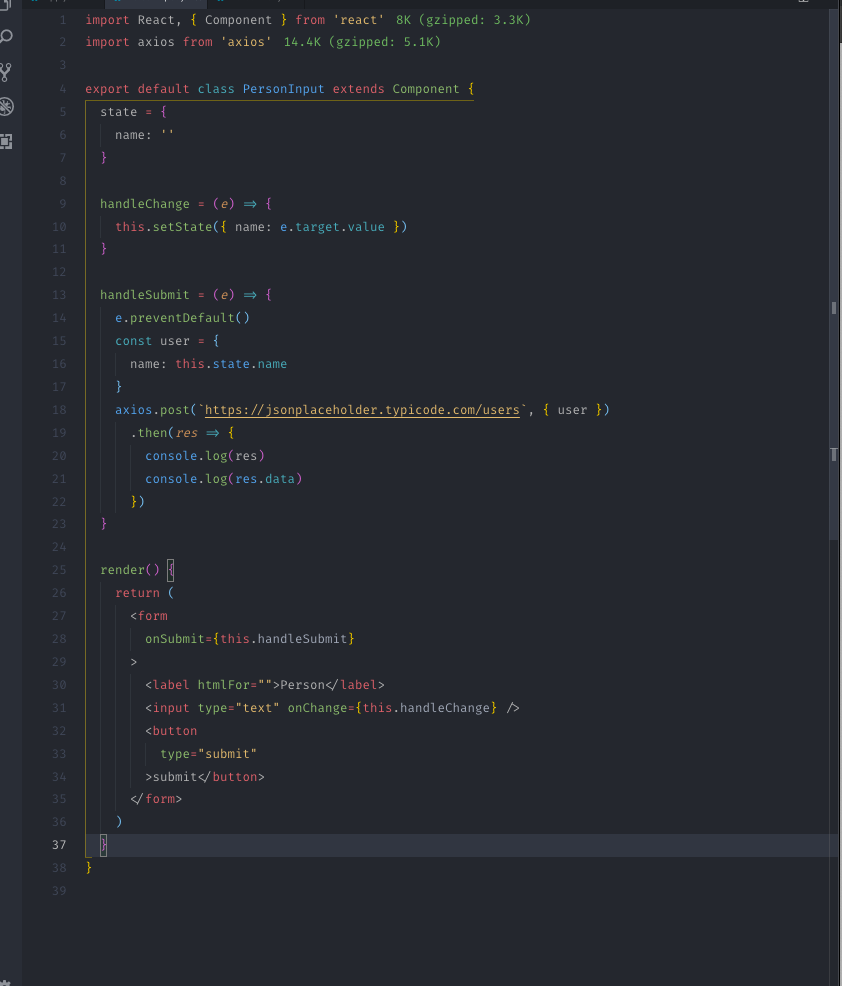 1 import React, { Component } from 'react' 8K (gzipped: 3.3K)
2 import axios from 'axios' 14.4K (gzipped: 5.1K)
3
4 export default class PersonInput extends Component {
5   state = {
6     name: ''
7   }
8
9   handleChange = (e) => {
10     this.setState({ name: e.target.value })
11   }
12
13   handleSubmit = (e) => {
14     e.preventDefault()
15     const user = {
16       name: this.state.name
17     }
18     axios.post(`https://jsonplaceholder.typicode.com/users`, { user })
19       .then(res => {
20         console.log(res)
21         console.log(res.data)
22       })
23   }
24
25   render() {
26     return (
27       <form
28         onSubmit={this.handleSubmit}
29       >
30         <label htmlFor="">Person</label>
31         <input type="text" onChange={this.handleChange} />
32         <button
33           type="submit"
34         >submit</button>
35       </form>
36     )
37   }
38 }
39